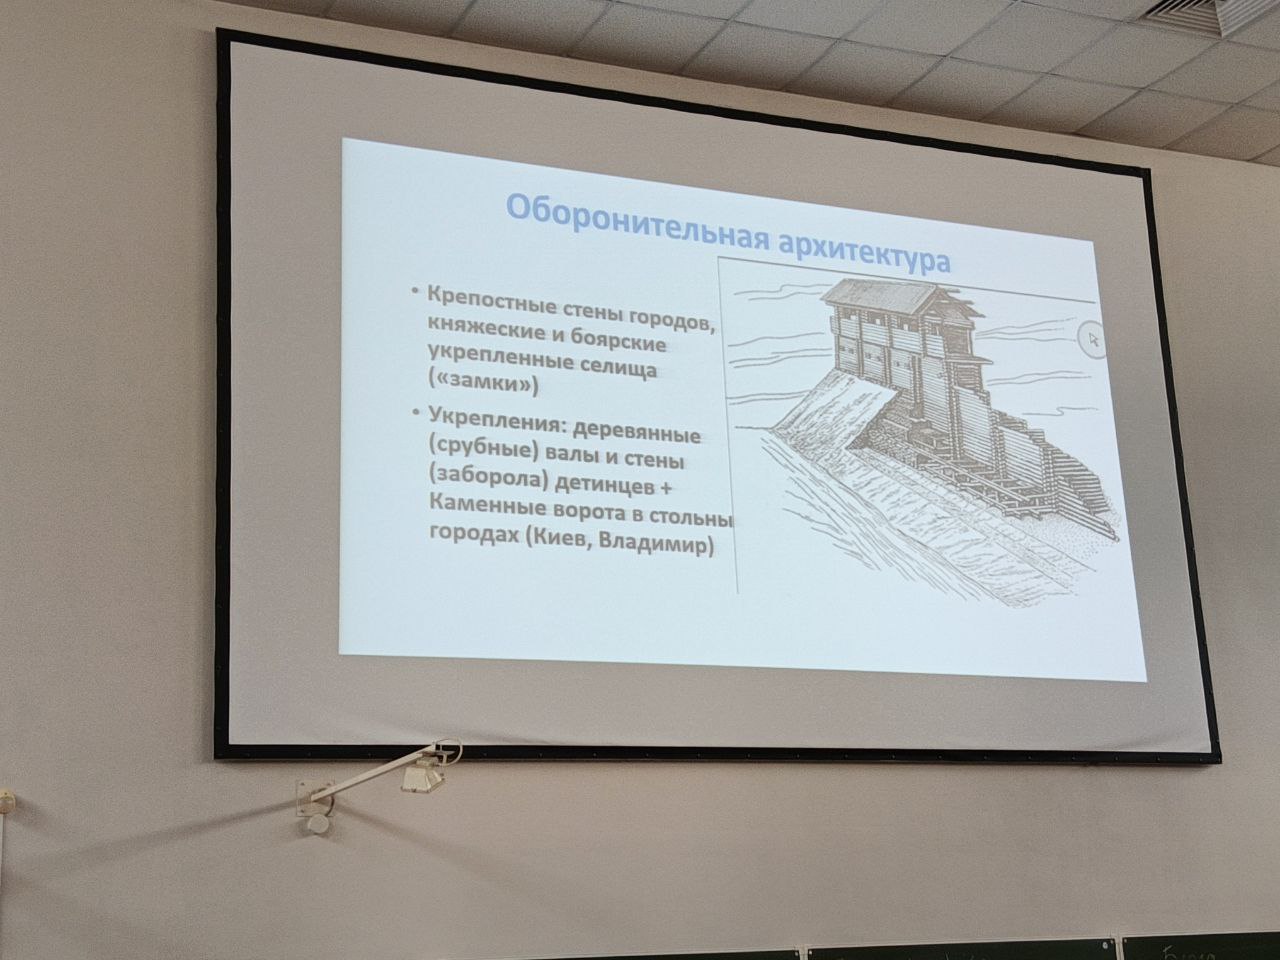 Оборонительная архитектура
• Крепостные стены городов,
княжеские и боярские
укрепленные селища
(«замки»)
• Укрепления: деревянные
(срубные) валы и стены
(заборола) детинцев +
Каменные ворота в стольны
городах (Киев, Владимир)